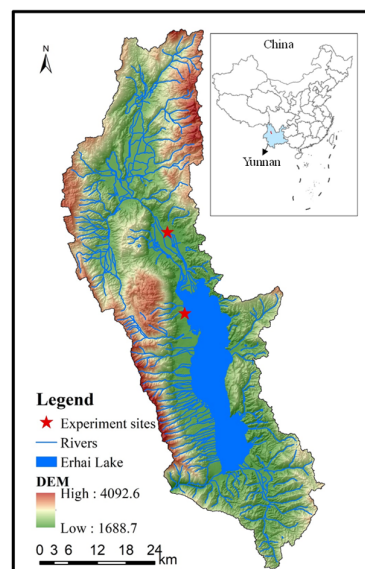 N
China
Yunnan
Legend
Experiment sites
Rivers
Erhai Lake
DEM
High : 4092.6
Low : 1688.7
0 3 6 12 18 24
km